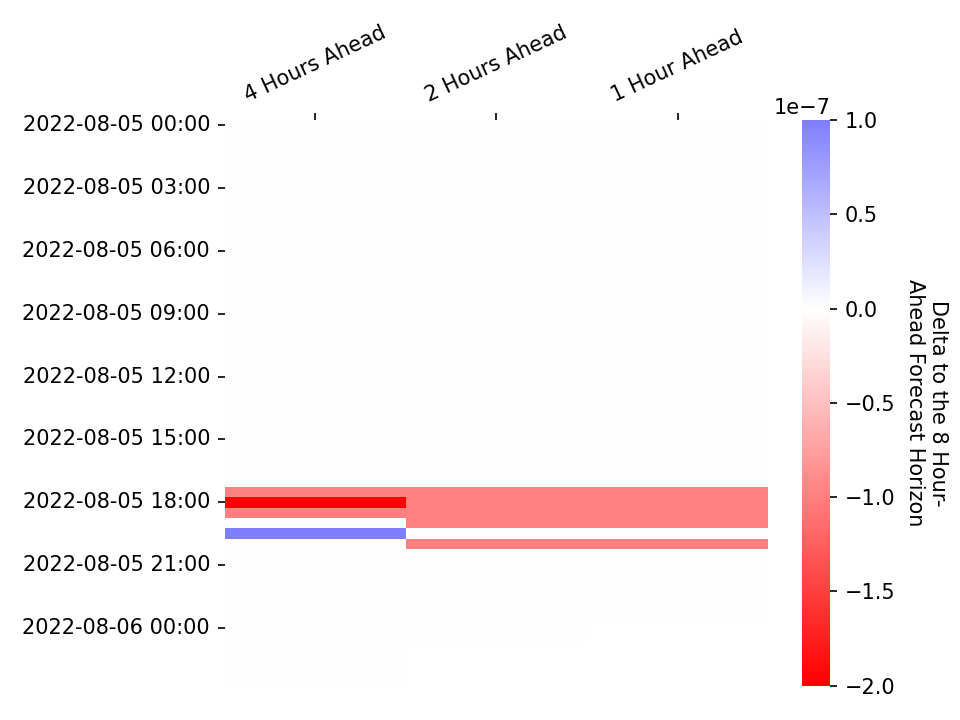 4 Hours Ahead
2 Hours Ahead
1 Hour Ahead
2022-08-05 00:00
2022-08-05 03:00
2022-08-05 06:00
2022-08-05 09:00
2022-08-05 12:00
2022-08-05 15:00
2022-08-05 18:00
2022-08-05 21:00
2022-08-06 00:00
1e−7
1.0
0.5
0.0
−0.5
−1.0
−1.5
−2.0
Delta to the 8 Hour-
Ahead Forecast Horizon